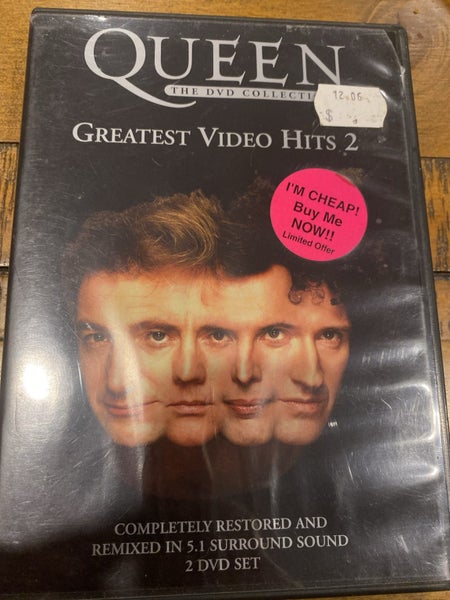 QUEEN
THE DVD COLLECTI
12.06
$
GREATEST VIDEO HITS 2
I'M CHEAP!
Buy Me
NOW!!
Limited Offer
COMPLETELY RESTORED AND
REMIXED IN 5.1 SURROUND SOUND
2 DVD SET